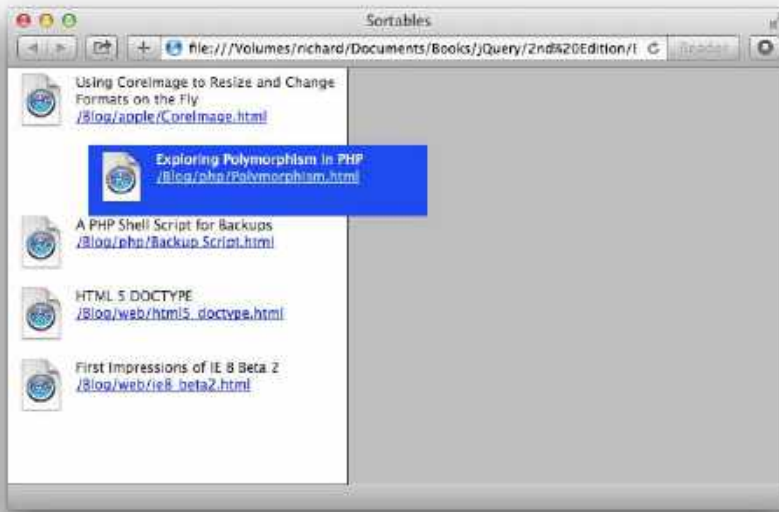 Sortables
file:///Volumes/richard/Documents/Books/jQuery/2nd%20Edition/E
Reader
Using CoreImage to Resize and Change
Formats on the Fly
/Blog/apple/CoreImage.html
Exploring Polymorphism in PHP
/Blog/php/Polymorphism.html
A PHP Shell Script for Backups
/Blog/php/Backup Script.html
HTML 5 DOCTYPE
/Blog/web/html5_doctype.html
First Impressions of IE 8 Beta 2
/Blog/web/ie8_beta2.html